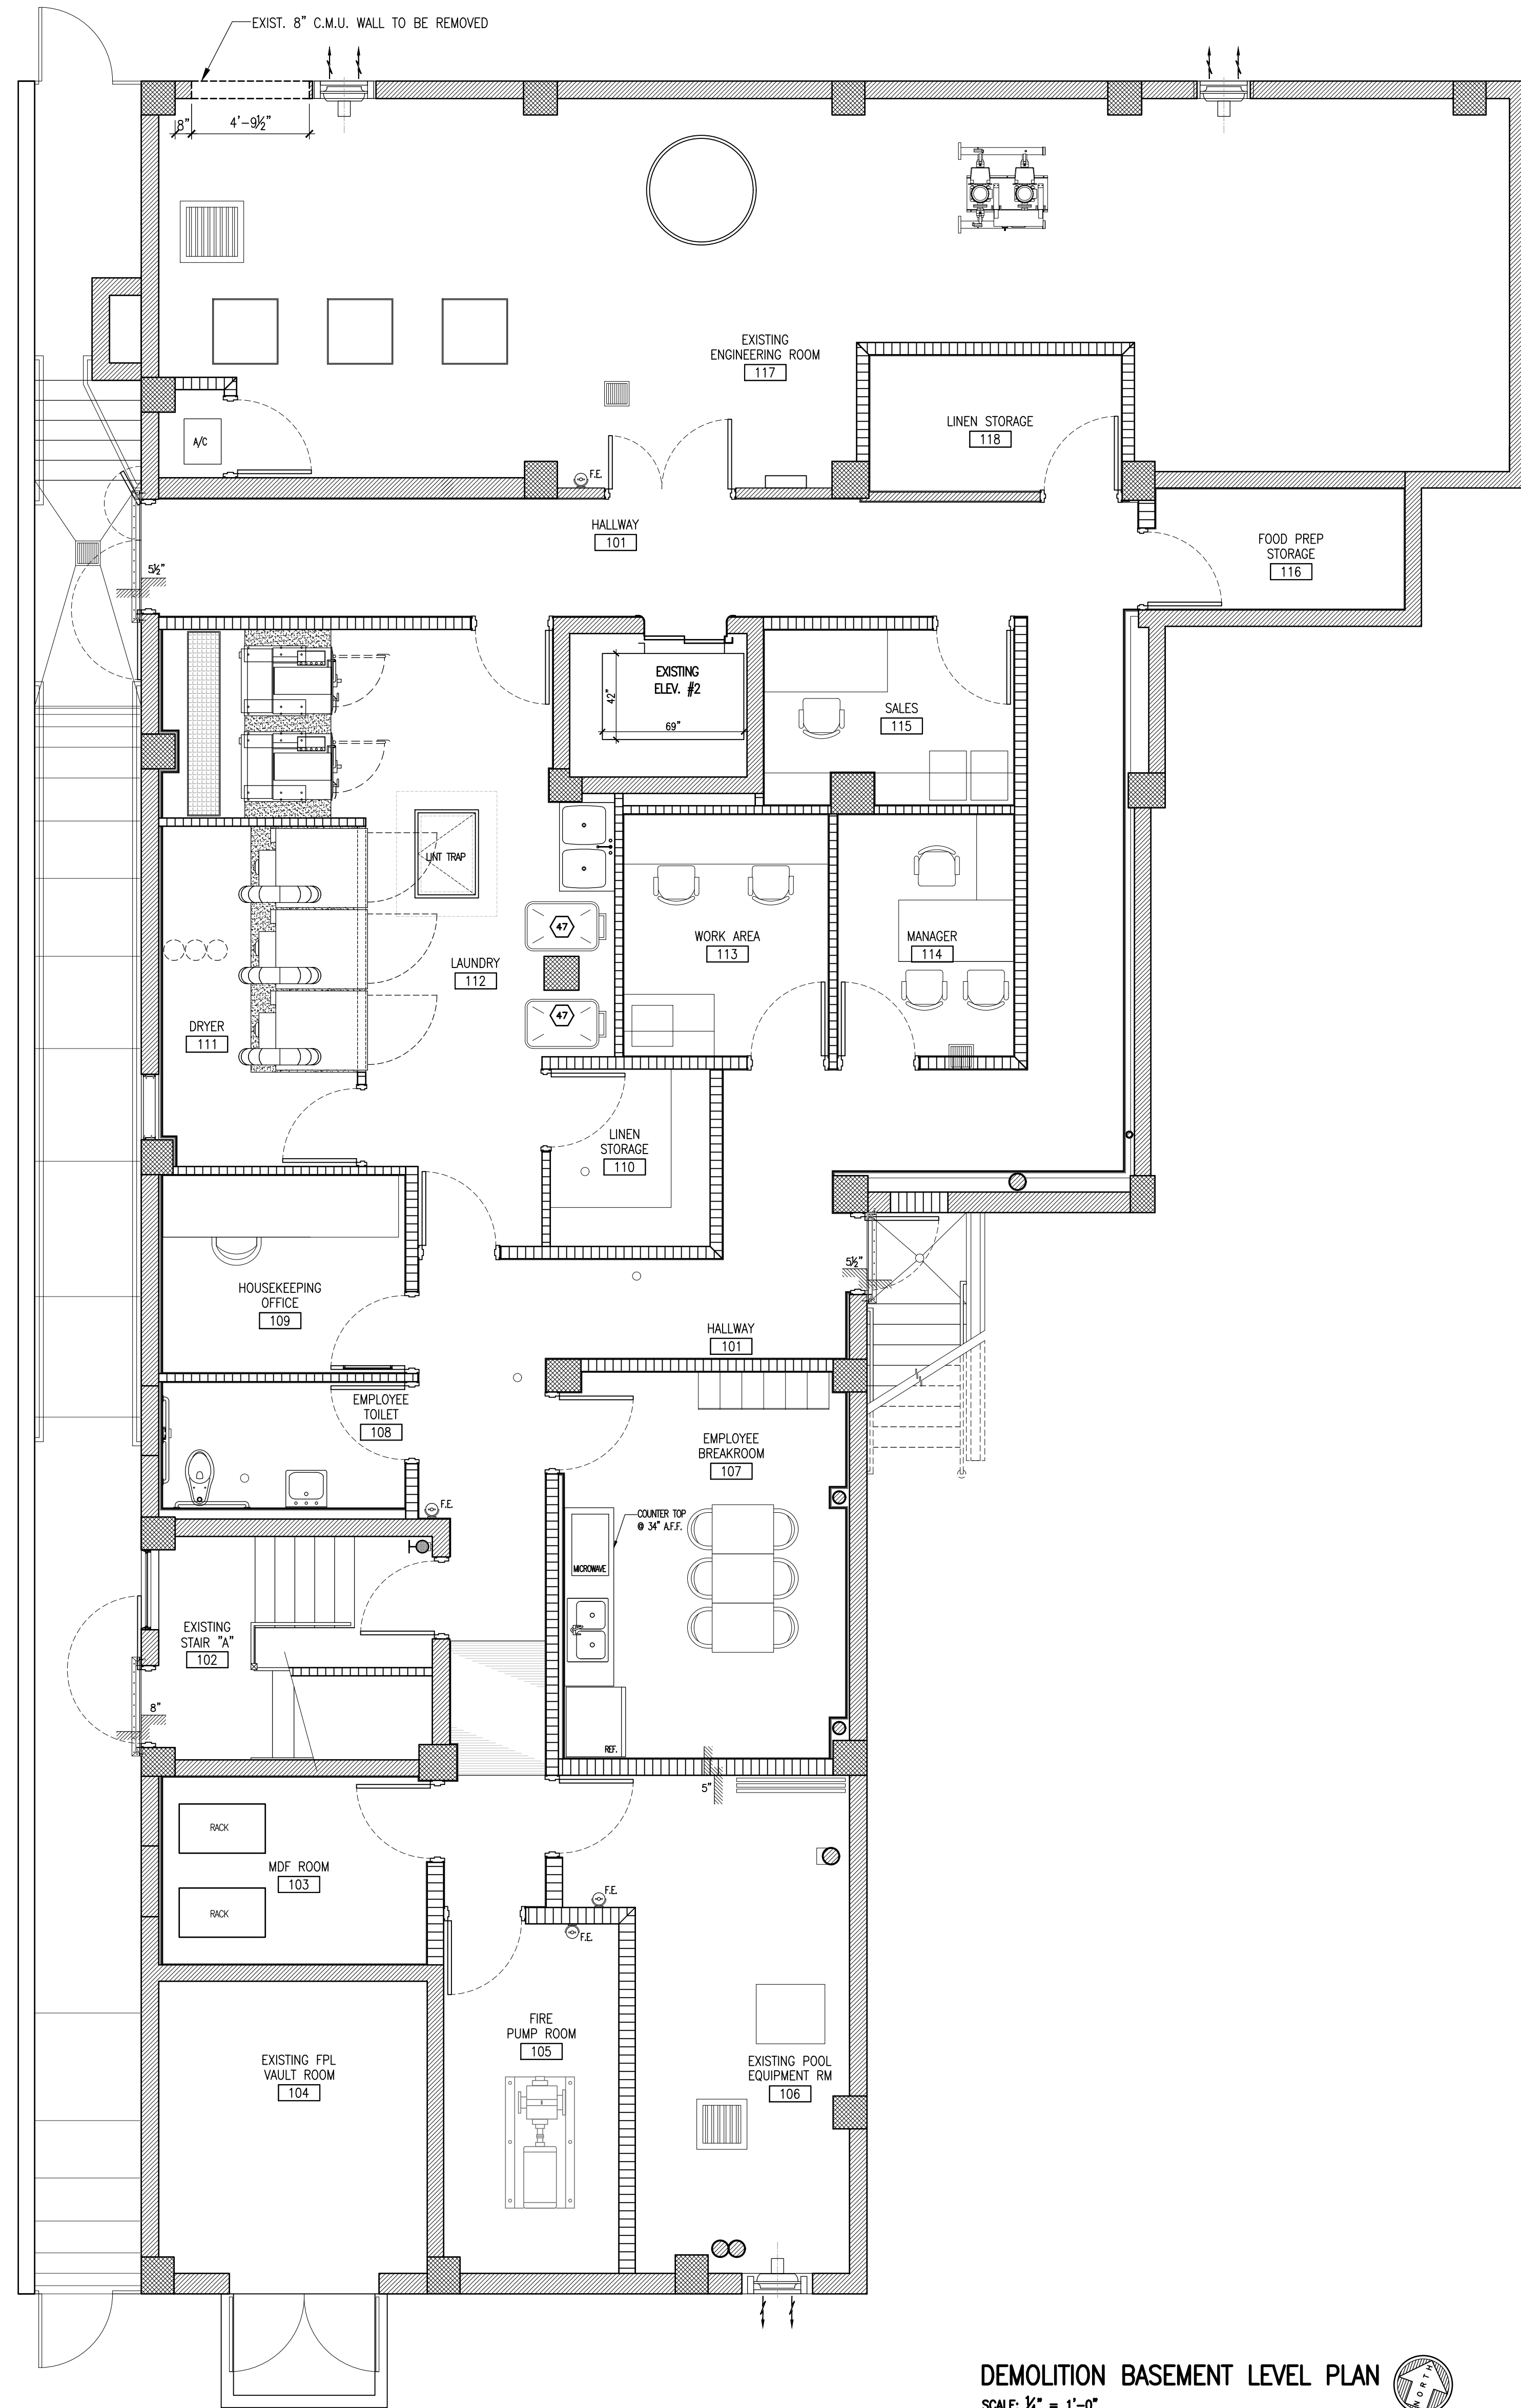 EXIST. 8" C.M.U. WALL TO BE REMOVED
8"
4'-9½"
EXISTING
ENGINEERING ROOM
117
LINEN STORAGE
118
A/C
F.E.
HALLWAY
101
FOOD PREP
STORAGE
116
5½"
EXISTING
ELEV. #2
42"
69"
SALES
115
LINT TRAP
47
WORK AREA
113
MANAGER
114
LAUNDRY
112
47
DRYER
111
LINEN
STORAGE
110
HOUSEKEEPING
OFFICE
109
5½"
HALLWAY
101
EMPLOYEE
TOILET
108
EMPLOYEE
BREAKROOM
107
F.E.
COUNTER TOP
@ 34" A.F.F.
MICROWAVE
EXISTING
STAIR "A"
102
8"
REF.
5"
RACK
MDF ROOM
103
RACK
F.E.
F.E.
FIRE
PUMP ROOM
105
EXISTING FPL
VAULT ROOM
104
EXISTING POOL
EQUIPMENT RM
106
DEMOLITION BASEMENT LEVEL PLAN
NORTH
SCALE: ¼" = 1'-0"